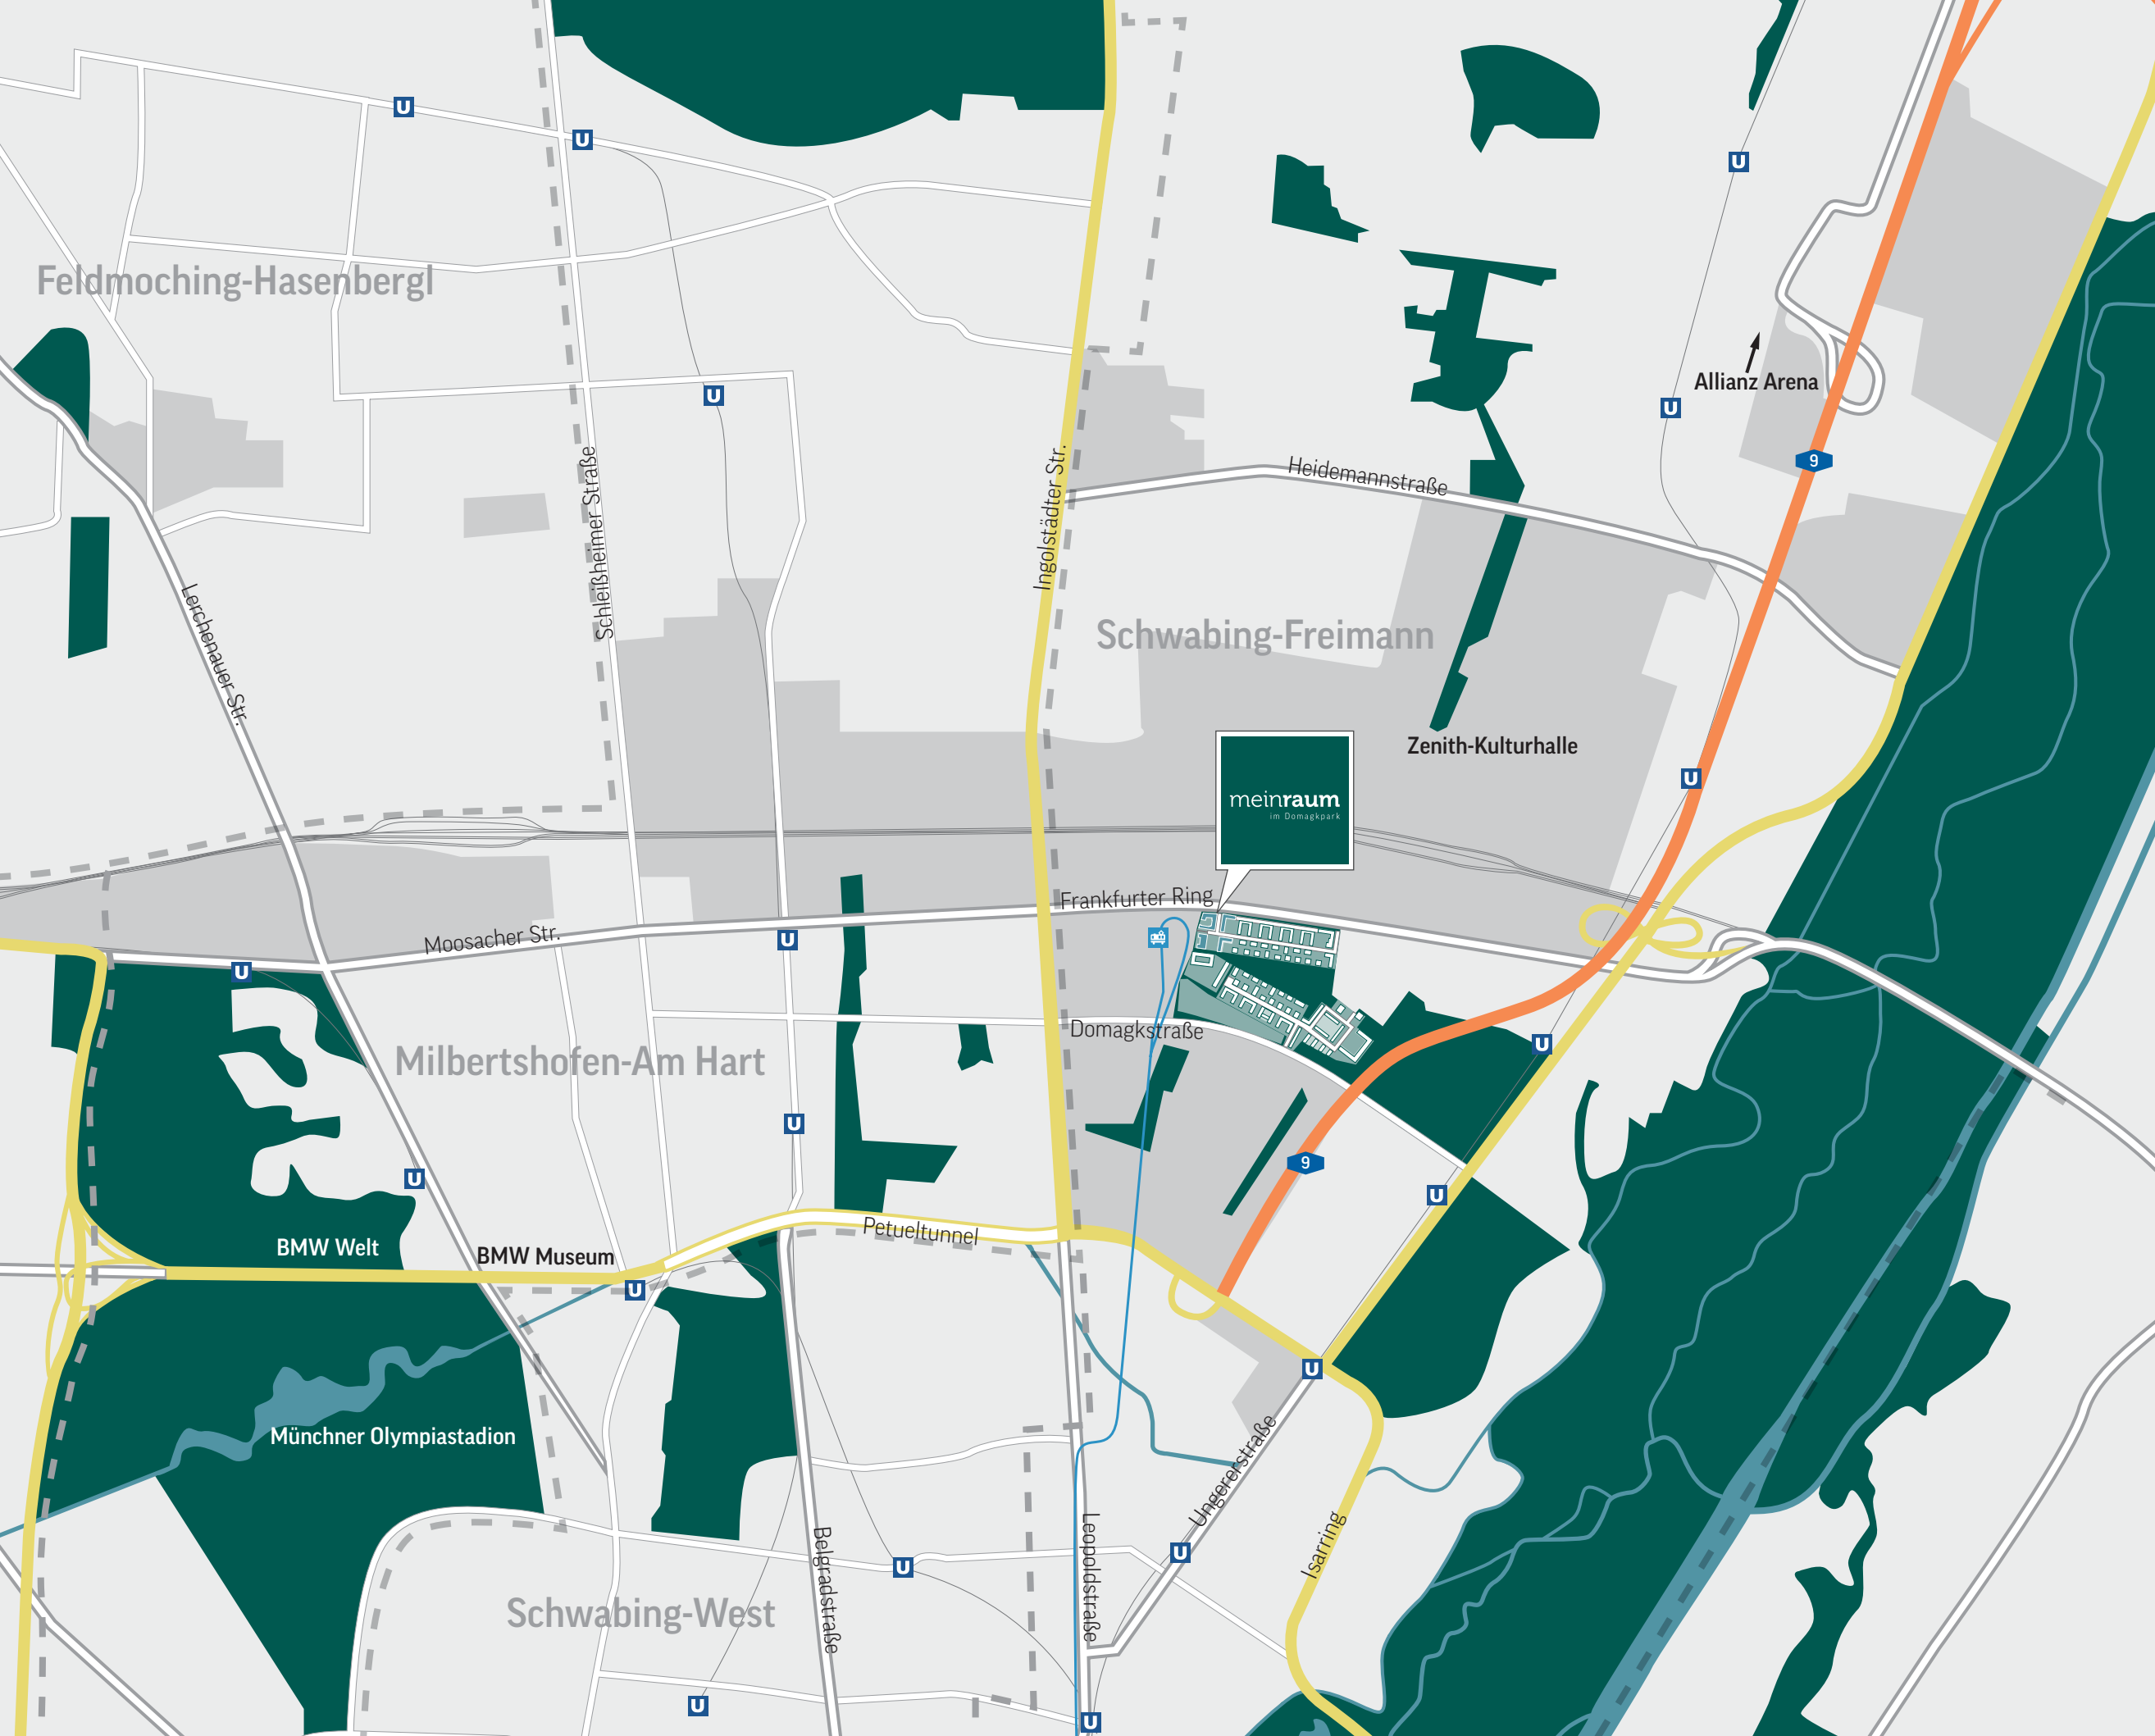 U
U
U
Feldmoching-Hasenbergl
Allianz Arena
U
U
9
Heidemannstraße
Schleißheimer Straße
Ingolstädter Str.
Lerchenauer Str.
Schwabing-Freimann
Zenith-Kulturhalle
U
meinraum
im Domagkpark
Frankfurter Ring
Moosacher Str.
U
U
Domagkstraße
U
Milbertshofen-Am Hart
U
9
U
U
Petueltunnel
BMW Welt
BMW Museum
U
U
Münchner Olympiastadion
Ungererstraße
Isarring
Leopoldstraße
Belgradstraße
U
U
Schwabing-West
U
U